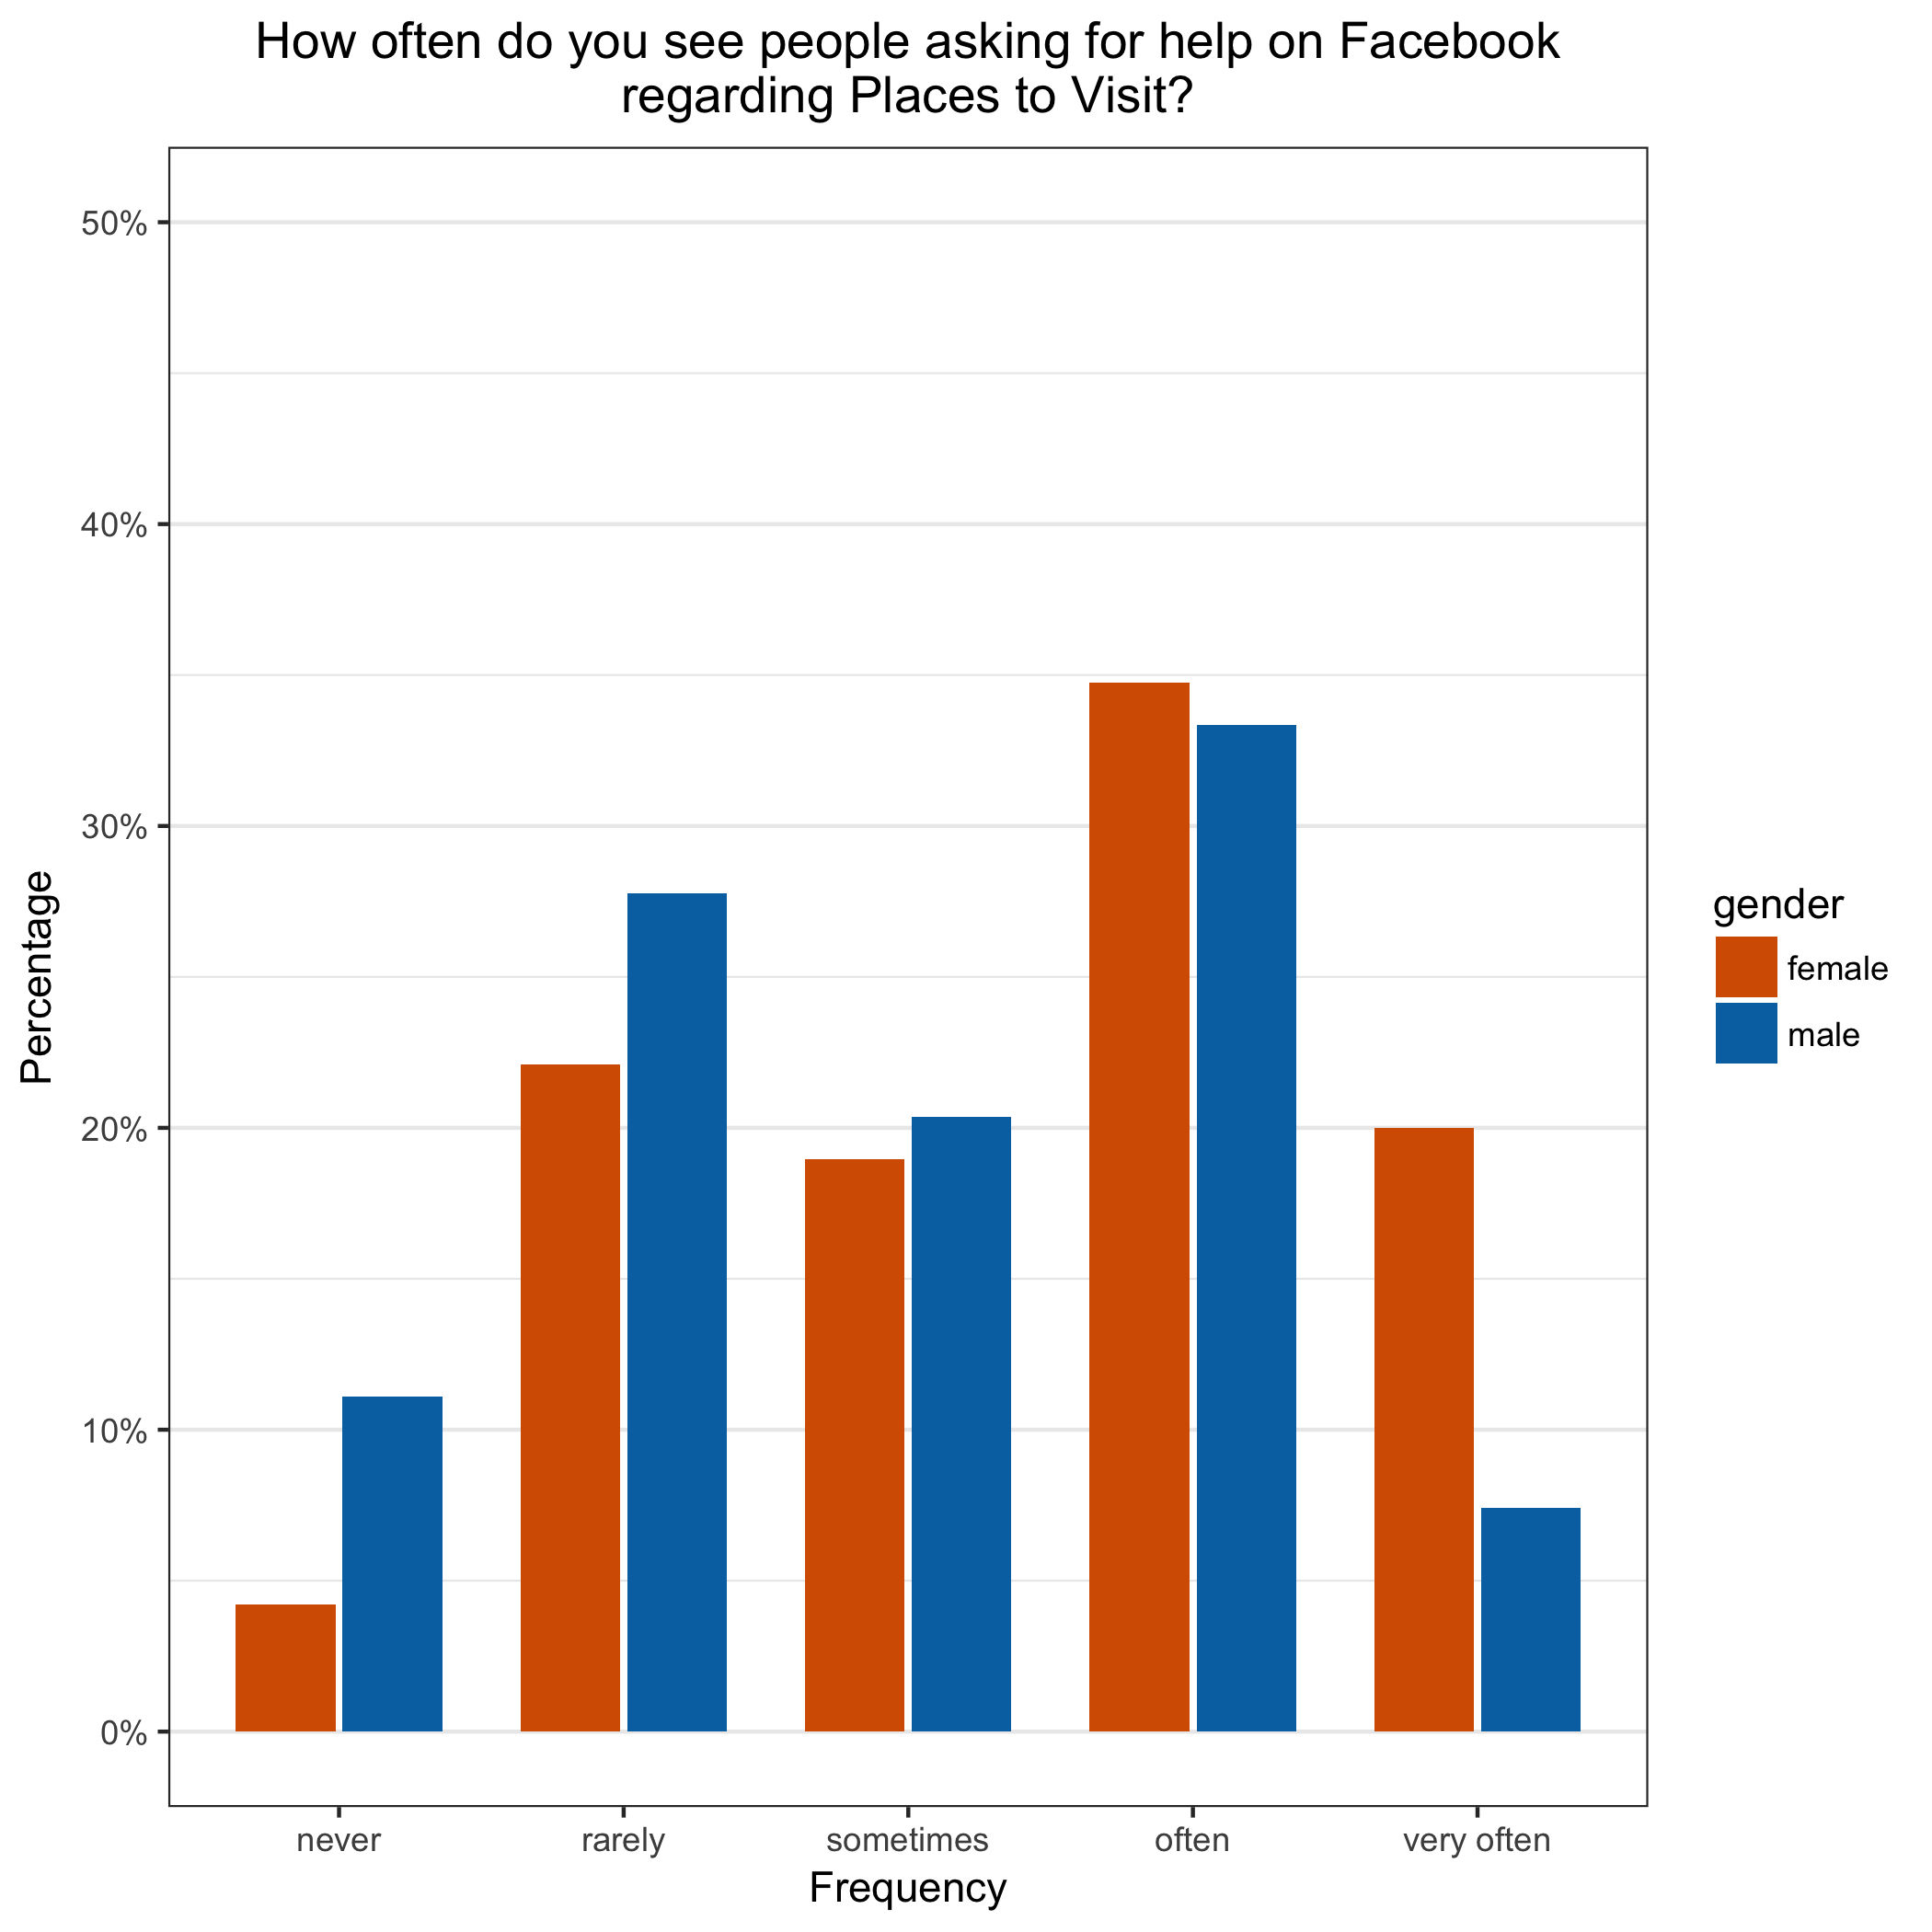 How often do you see people asking for help on Facebook
regarding Places to Visit?
50%
40%
30%
20%
10%
0%
Percentage
never
rarely
sometimes
often
very often
Frequency
gender
female
male